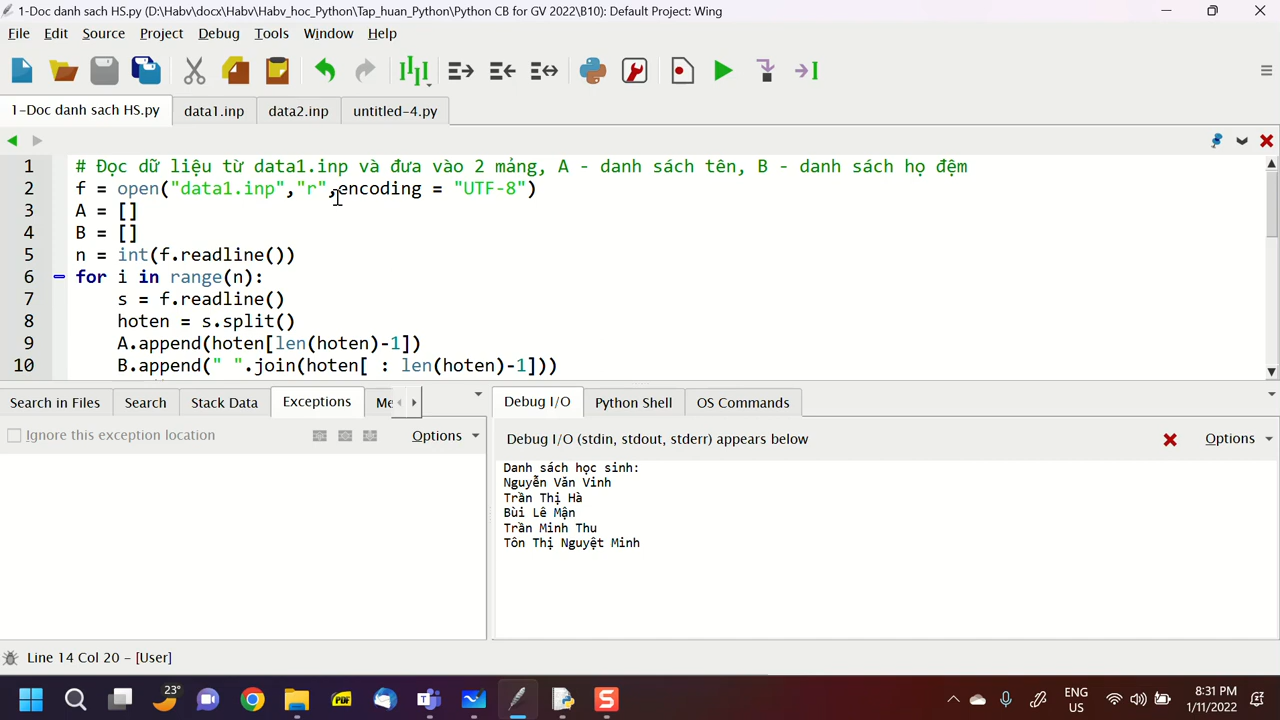 1-Doc danh sach HS.py (D:\Habv\docx\Habv\Habv_hoc_Python\Tap_huan_Python\Python CB for GV 2022\B10): Default Project: Wing
File Edit Source Project Debug Tools Window Help
1-Doc danh sach HS.py data1.inp data2.inp untitled-4.py
1 # Đọc dữ liệu từ data1.inp và đưa vào 2 mảng, A - danh sách tên, B - danh sách họ đệm
2 f = open("data1.inp","r",encoding = "UTF-8")
3 A = []
4 B = []
5 n = int(f.readline())
6 for i in range(n):
7 s = f.readline()
8 hoten = s.split()
9 A.append(hoten[len(hoten)-1])
10 B.append(" ".join(hoten[ : len(hoten)-1]))
Search in Files Search Stack Data Exceptions Me Debug I/O Python Shell OS Commands
Ignore this exception location Options Debug I/O (stdin, stdout, stderr) appears below Options
Danh sách học sinh:
Nguyễn Văn Vinh
Trần Thị Hà
Bùi Lê Mận
Trần Minh Thu
Tôn Thị Nguyệt Minh
Line 14 Col 20 - [User]
23° PDF S ENG 8:31 PM
US 1/11/2022